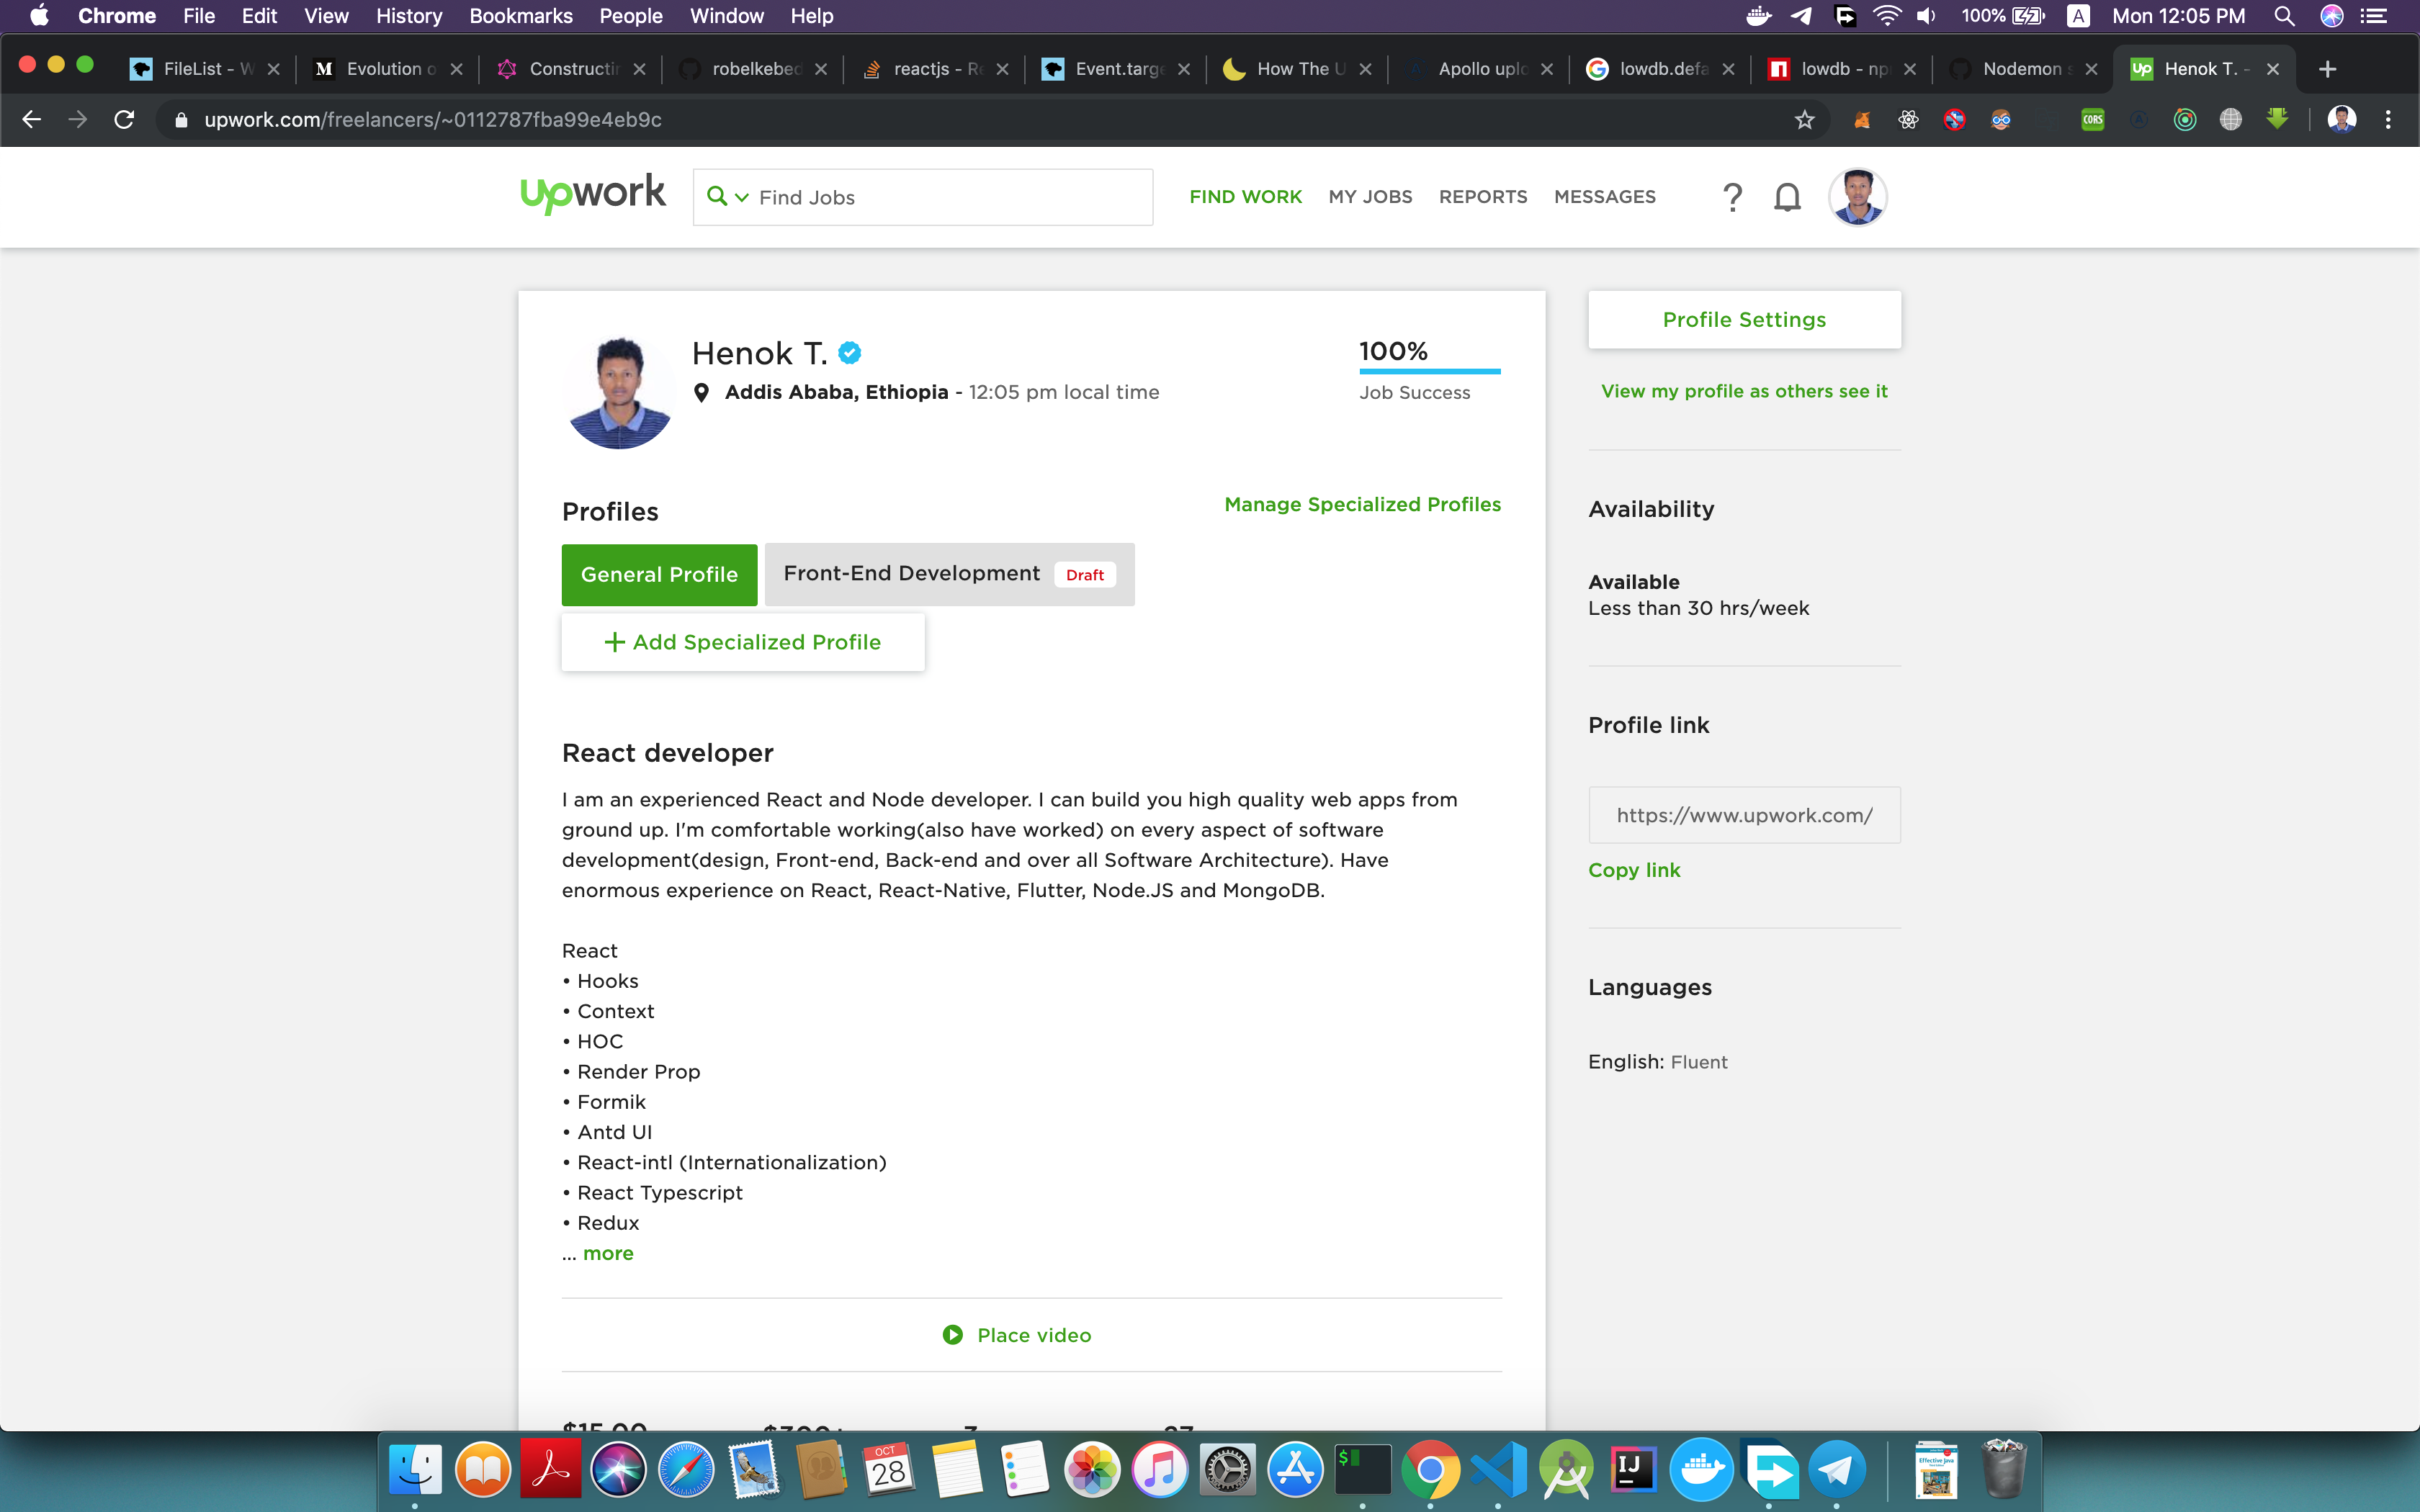 Chrome File Edit View History Bookmarks People Window Help
100% A Mon 12:05 PM
FileList - W
M Evolution o
Constructin
robelkebed
reactjs - Re
Event.targe
How The U
Apollo uplo
lowdb.defa
lowdb - np
Nodemon s
up Henok T. -
upwork.com/freelancers/~0112787fba99e4eb9c
CORS
upwork
Find Jobs
FIND WORK MY JOBS REPORTS MESSAGES
?
Henok T.
Addis Ababa, Ethiopia - 12:05 pm local time
100%
Job Success
Profiles
Manage Specialized Profiles
General Profile
Front-End Development Draft
+ Add Specialized Profile
React developer
I am an experienced React and Node developer. I can build you high quality web apps from
ground up. I'm comfortable working(also have worked) on every aspect of software
development(design, Front-end, Back-end and over all Software Architecture). Have
enormous experience on React, React-Native, Flutter, Node.JS and MongoDB.
React
• Hooks
• Context
• HOC
• Render Prop
• Formik
• Antd UI
• React-intl (Internationalization)
• React Typescript
• Redux
... more
Place video
Profile Settings
View my profile as others see it
Availability
Available
Less than 30 hrs/week
Profile link
https://www.upwork.com/
Copy link
Languages
English: Fluent
OCT
28
$
IJ
Effective Java